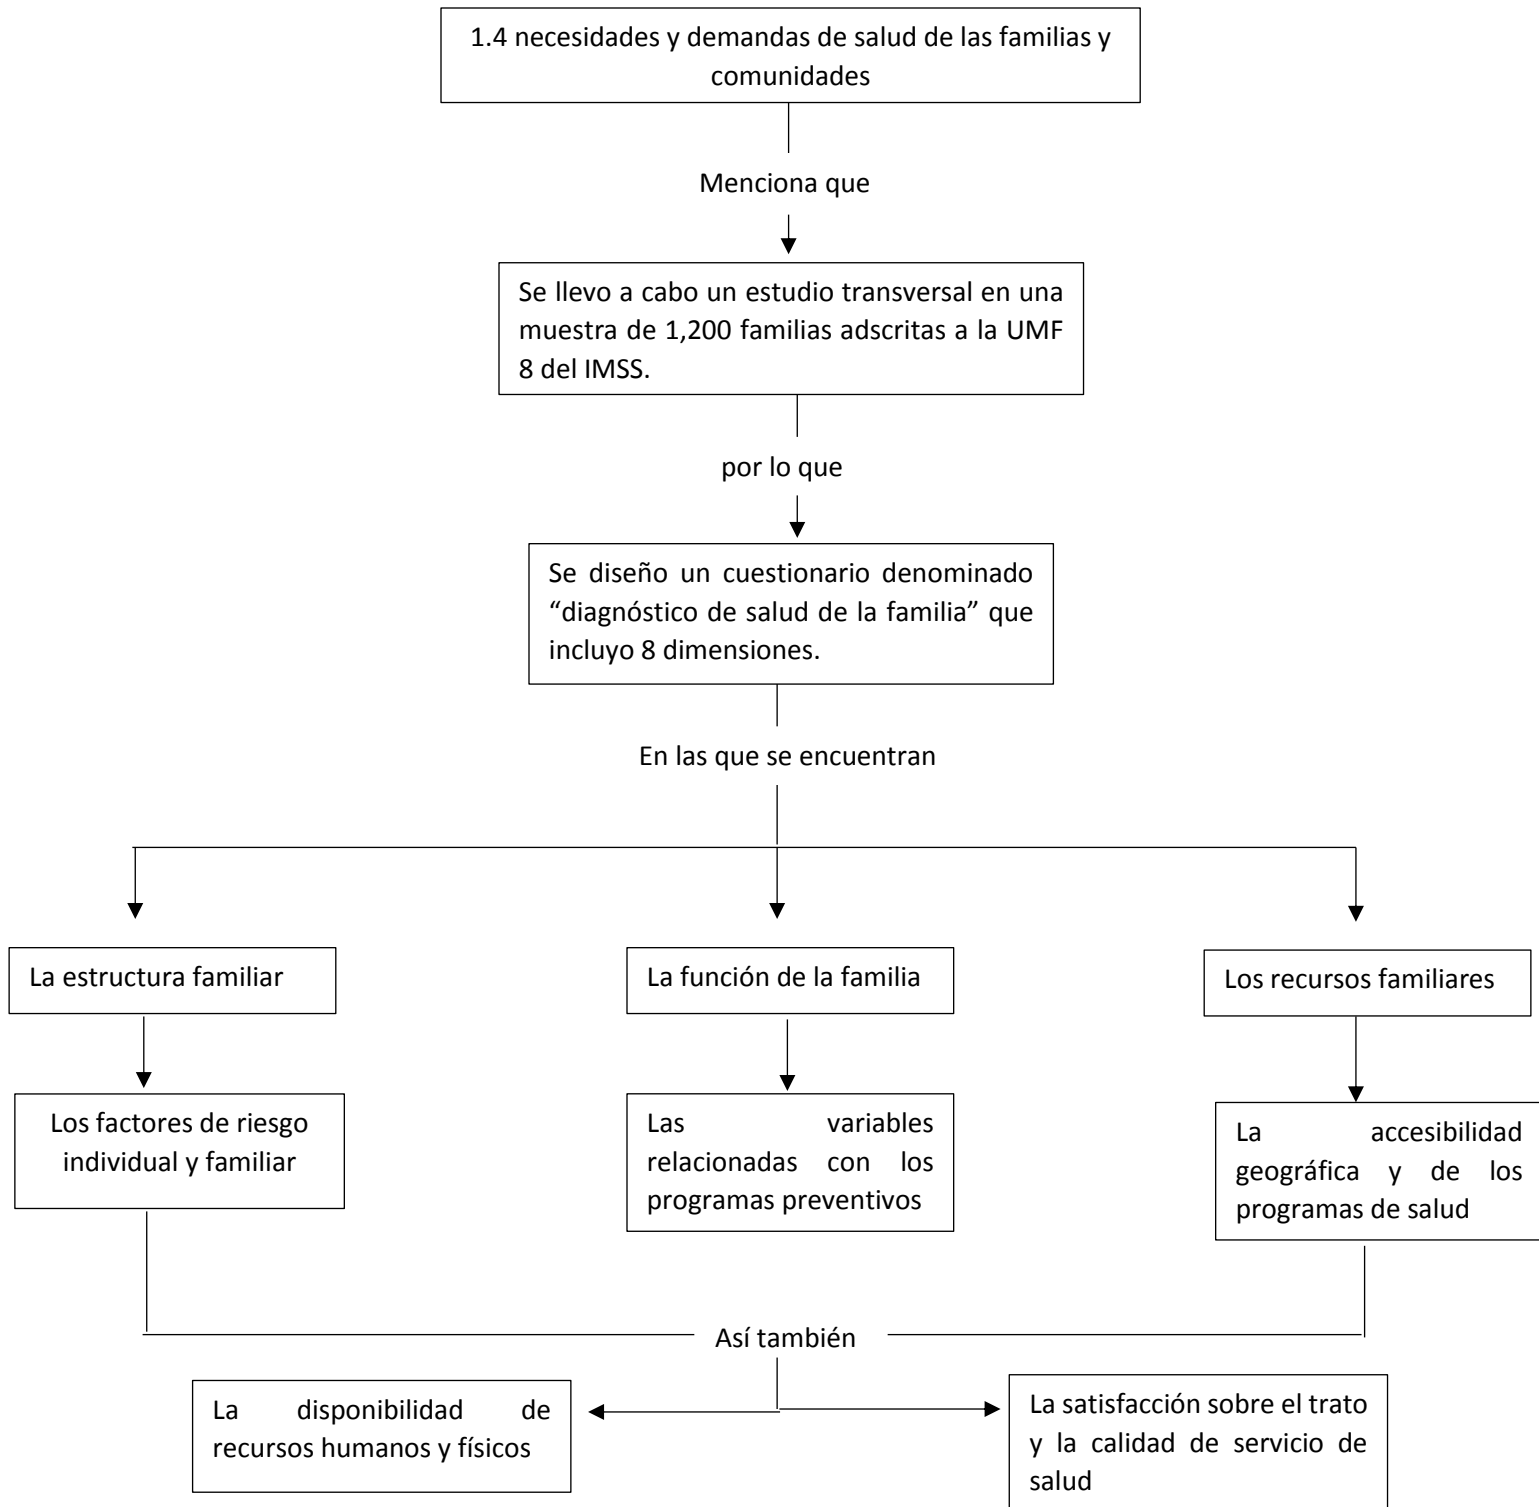 1.4 necesidades y demandas de salud de las familias y
comunidades
Menciona que
Se llevo a cabo un estudio transversal en una
muestra de 1,200 familias adscritas a la UMF
8 del IMSS.
por lo que
Se diseño un cuestionario denominado
“diagnóstico de salud de la familia” que
incluyo 8 dimensiones.
En las que se encuentran
La estructura familiar
La función de la familia
Los recursos familiares
Los factores de riesgo
individual y familiar
Las variables
relacionadas con los
programas preventivos
La accesibilidad
geográfica y de los
programas de salud
Así también
La disponibilidad de
recursos humanos y físicos
La satisfacción sobre el trato
y la calidad de servicio de
salud